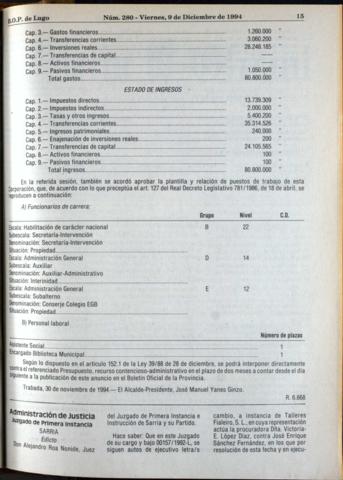 B.O.P. de Lugo Núm. 280 - Viernes, 9 de Diciembre de 1994 15
Cap. 3.— Gastos financieros 1.260.000 "
Cap. 4.— Transferencias corrientes 3.060.200 "
Cap. 6.— Inversiones reales 28.246.185 "
Cap. 7.— Transferencias de capital —— "
Cap. 8.— Activos financieros —— "
Cap. 9.— Pasivos financieros 1.050.000 "
Total gastos 80.800.000 "
ESTADO DE INGRESOS
Cap. 1.— Impuestos directos 13.739.309 "
Cap. 2.— Impuestos indirectos 2.000.000 "
Cap. 3.— Tasas y otros ingresos 5.400.200 "
Cap. 4.— Transferencias corrientes 35.314.526 "
Cap. 5.— Ingresos patrimoniales 240.000 "
Cap. 6.— Enajenación de inversiones reales 200 "
Cap. 7.— Transferencias de capital 24.105.565 "
Cap. 8.— Activos financieros 100 "
Cap. 9.— Pasivos financieros 100 "
Total ingresos 80.800.000 "
En la referida sesión, también se acordó aprobar la plantilla y relación de puestos de trabajo de esta
Corporación, que, de acuerdo con lo que preceptúa el art. 127 del Real Decreto Legislativo 781/1986, de 18 de abril, se
reproducen a continuación:
A) Funcionarios de carrera:
Grupo Nivel C.D.
Escala: Habilitación de carácter nacional B 22
Subescala: Secretaría-Intervención
Denominación: Secretaría-Intervención
Situación: Propiedad
Escala: Administración General D 14
Subescala: Auxiliar
Denominación: Auxiliar-Administrativo
Situación: Interinidad
Escala: Administración General E 12
Subescala: Subalterno
Denominación: Conserje Colegio EGB
Situación: Propiedad
B) Personal laboral
Número de plazas
Asistente Social 1
Encargado Biblioteca Municipal 1
Según lo dispuesto en el artículo 152.1 de la Ley 39/88 de 28 de diciembre, se podrá interponer directamente
contra el referenciado Presupuesto, recurso contencioso-administrativo en el plazo de dos meses a contar desde el día
siguiente a la publicación de este anuncio en el Boletín Oficial de la Provincia.
Trabada, 30 de noviembre de 1994.— El Alcalde-Presidente, José Manuel Yanes Ginzo.
R. 6.668
Administración de Justicia
Juzgado de Primera Instancia
SARRIA
Edicto
Don Alejandro Roa Nonide, Juez
del Juzgado de Primera Instancia e
Instrucción de Sarria y su Partido.
Hace saber: Que en este Juzgado
de su cargo y bajo 00157/1992-L, se
siguen autos de ejecutivo letra/s
cambio, a instancia de Talleres
Fialeiro, S.L., en cuya representación
actúa la procuradora Dña. Victoria-
E. López Díaz, contra José Enrique
Sánchez Fernández, en los que por
resolución de esta fecha y en ejecu-